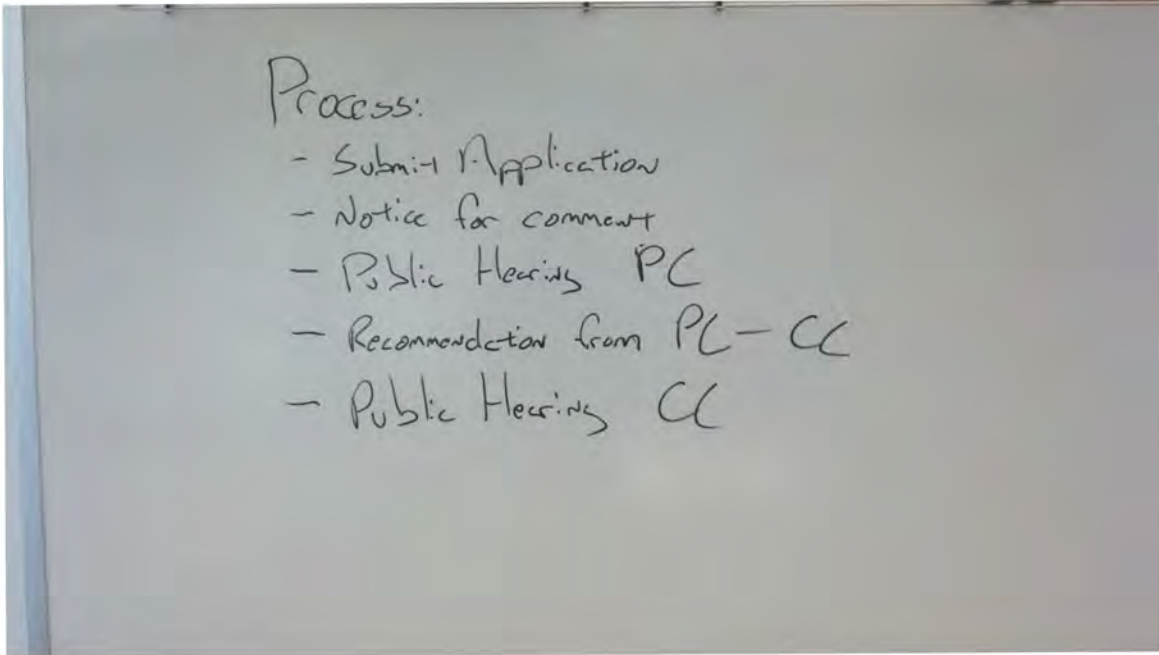 Process:
- Submit Application
- Notice for comment
- Public Hearing PC
- Recommendation from PC - CC
- Public Hearing CC